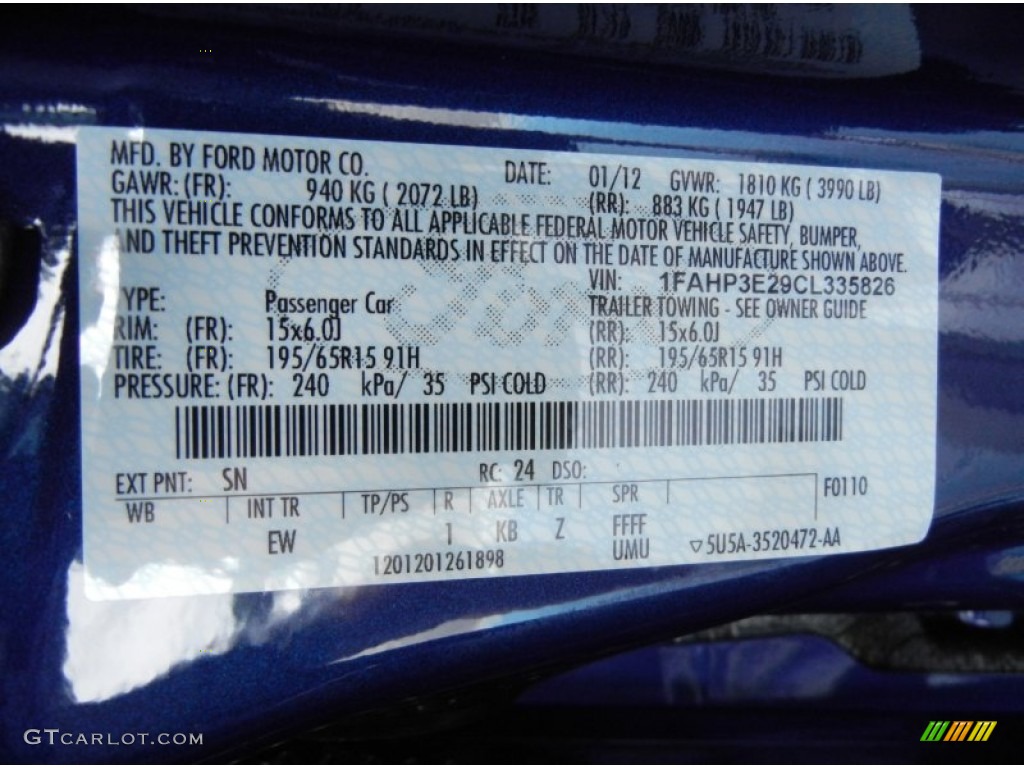 MFD. BY FORD MOTOR CO. DATE: 01/12 GVWR: 1810 KG ( 3990 LB)
GAWR: (FR): 940 KG ( 2072 LB) (RR): 883 KG ( 1947 LB)
THIS VEHICLE CONFORMS TO ALL APPLICABLE FEDERAL MOTOR VEHICLE SAFETY, BUMPER,
AND THEFT PREVENTION STANDARDS IN EFFECT ON THE DATE OF MANUFACTURE SHOWN ABOVE.
VIN: 1FAHP3E29CL335826
TYPE: Passenger Car TRAILER TOWING - SEE OWNER GUIDE
RIM: (FR): 15x6.0J (RR): 15x6.0J
TIRE: (FR): 195/65R15 91H (RR): 195/65R15 91H
PRESSURE: (FR): 240 kPa/ 35 PSI COLD (RR): 240 kPa/ 35 PSI COLD
EXT PNT: SN RC: 24 DSO:
WB INT TR TP/PS R AXLE TR SPR F0110
EW 1 KB Z FFFF
UMU ▽5U5A-3520472-AA
1201201261898
GTCARLOT.COM